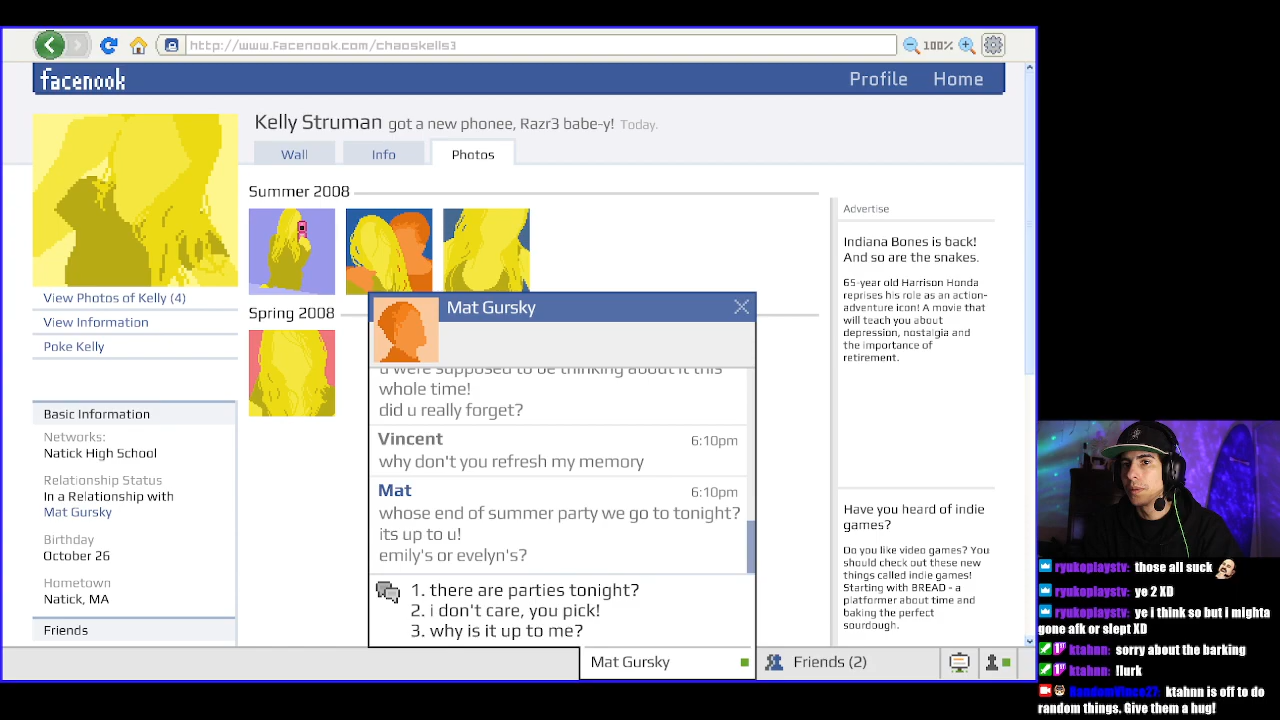 http://www.facenook.com/chaoskells3
100%
facenook
Profile
Home
Kelly Struman got a new phonee, Razr3 babe-y! Today.
Wall
Info
Photos
Summer 2008
Spring 2008
View Photos of Kelly (4)
View Information
Poke Kelly
Basic Information
Networks:
Natick High School
Relationship Status
In a Relationship with
Mat Gursky
Birthday
October 26
Hometown
Natick, MA
Friends
Mat Gursky
u were supposed to be thinking about it this
whole time!
did u really forget?
Vincent 6:10pm
why don't you refresh my memory
Mat 6:10pm
whose end of summer party we go to tonight?
its up to u!
emily's or evelyn's?
1. there are parties tonight?
2. i don't care, you pick!
3. why is it up to me?
Mat Gursky
Friends (2)
Advertise
Indiana Bones is back!
And so are the snakes.
65-year old Harrison Honda
reprises his role as an action-
adventure icon! A movie that
will teach you about
depression, nostalgia and
the importance of
retirement.
Have you heard of indie
games?
Do you like video games? You
should check out these new
things called indie games!
Starting with BREAD - a
platformer about time and
baking the perfect
sourdough.
ryukoplaystv: those all suck
ryukoplaystv: ye 2 XD
ryukoplaystv: ye i think so but i mighta
gone afk or slept XD
ktahnn: sorry about the barking
ktahnn: !lurk
RandomVince27: ktahnn is off to do
random things. Give them a hug!